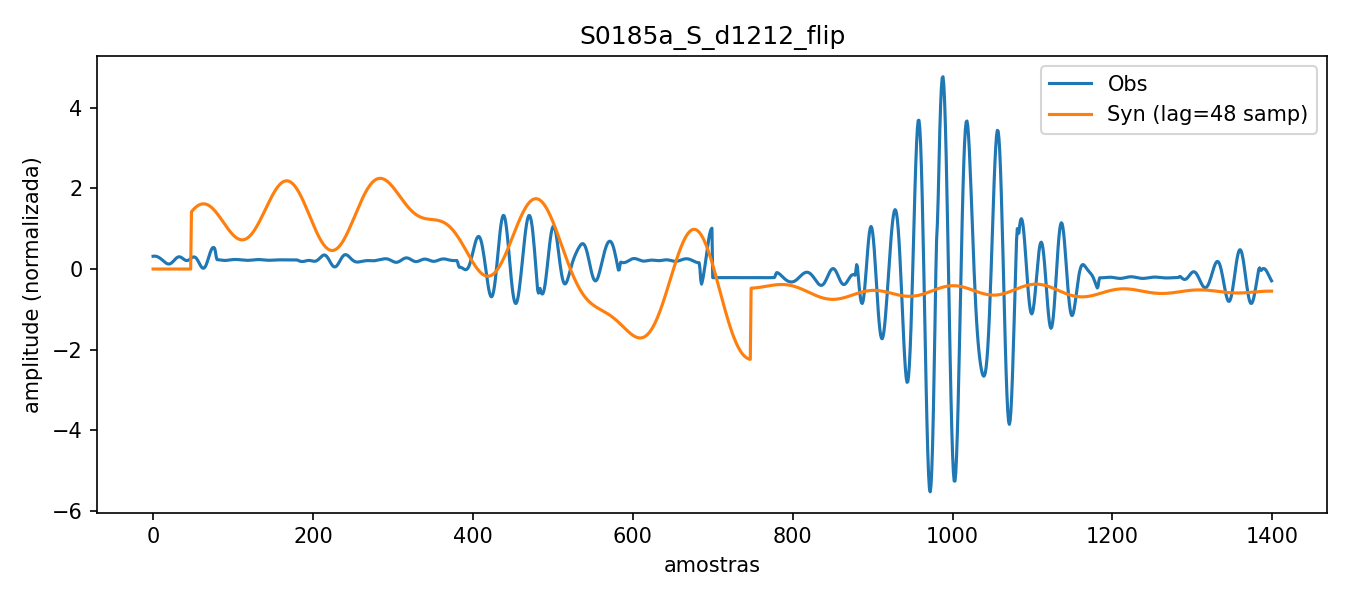 S0185a_S_d1212_flip
Obs
Syn (lag=48 samp)
amplitude (normalizada)
4
2
0
−2
−4
−6
0 200 400 600 800 1000 1200 1400
amostras